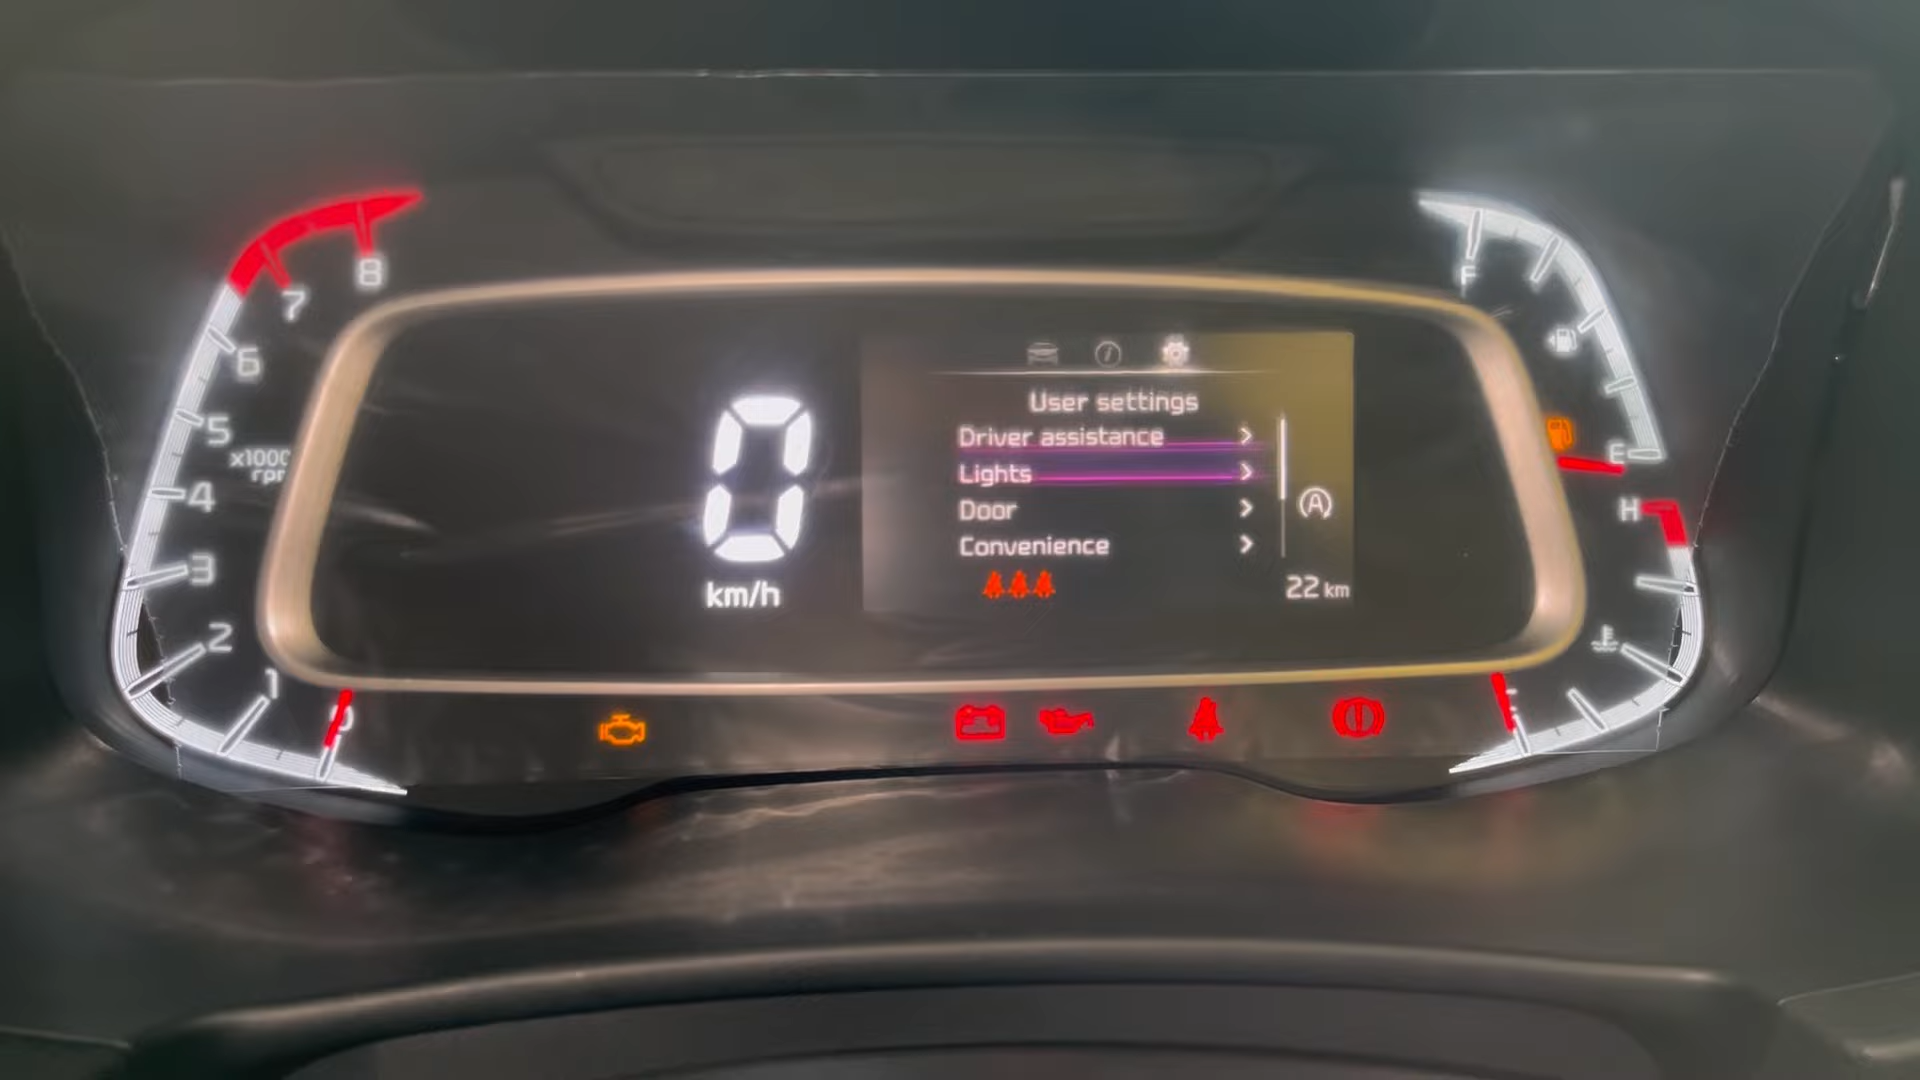 8
7
6
5
x1000
rpm
4
3
2
1
0
0
km/h
User settings
Driver assistance
Lights
Door
Convenience
A
22 km
F
E
H